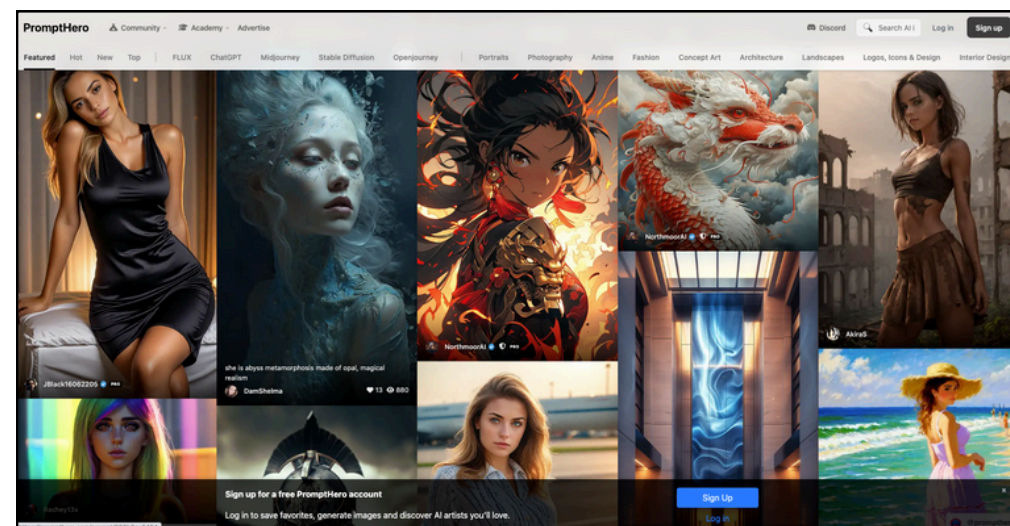 PromptHero Community Academy Advertise Discord Search AI Log in Sign up
Featured Hot New Top FLUX ChatGPT Midjourney Stable Diffusion Openjourney Portraits Photography Anime Fashion Concept Art Architecture Landscapes Logos, Icons & Design Interior Design
NorthmoorAI PRO
AkiraS
NorthmoorAI PRO
she is abyss metamorphosis made of opal, magical
realism
JBlack1606220S PRO
DamShelma 13 880
Sign up for a free PromptHero account
Sign Up
hashey13s
Log in to save favorites, generate images and discover AI artists you'll love.
Log in